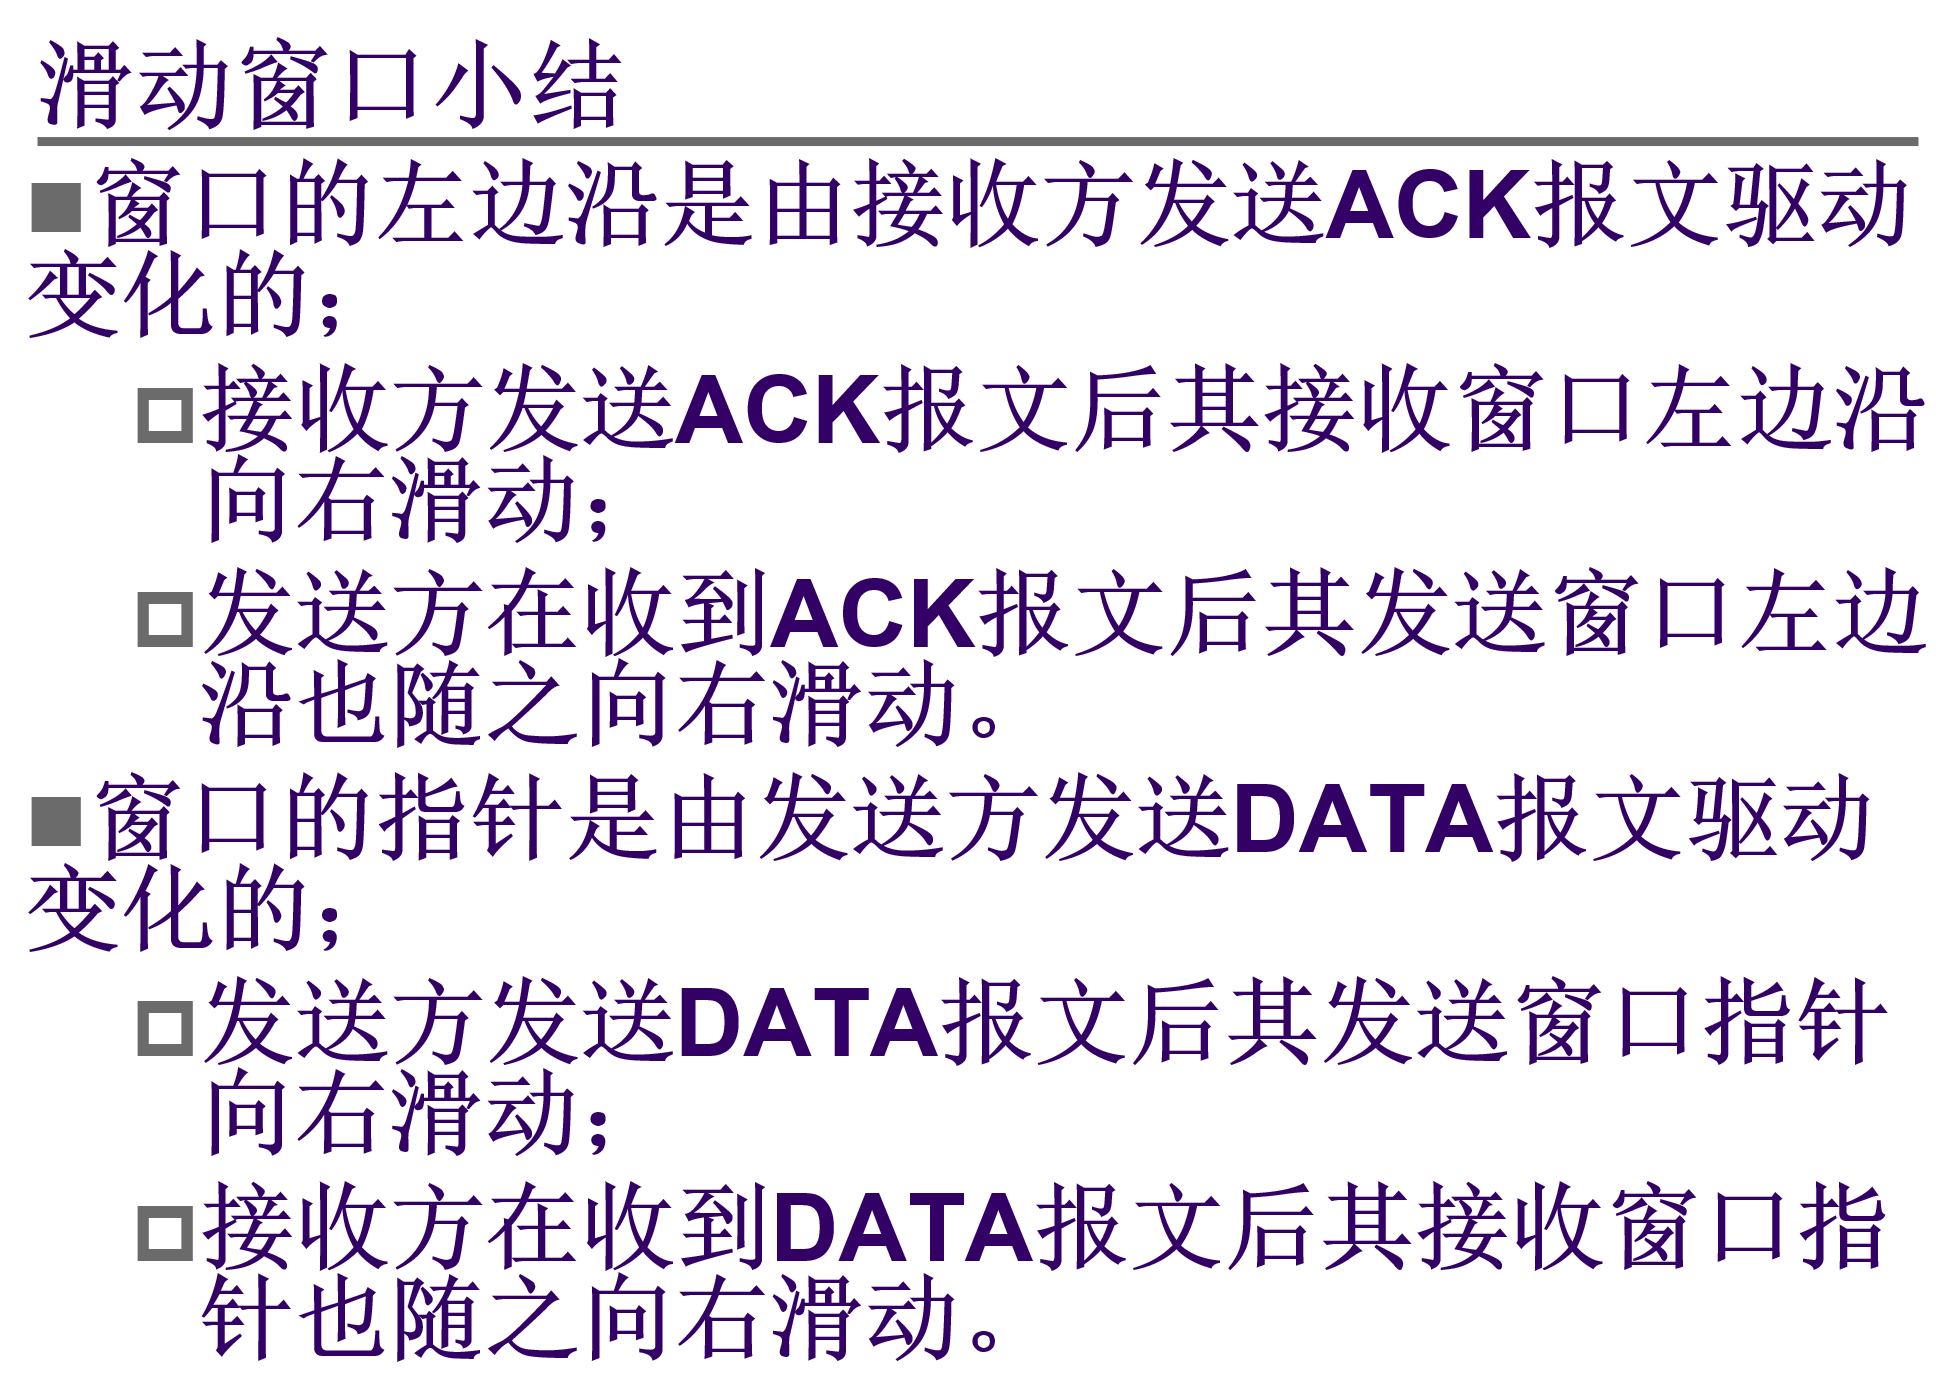 滑动窗口小结
■窗口的左边沿是由接收方发送ACK报文驱动
变化的；
接收方发送ACK报文后其接收窗口左边沿
向右滑动；
发送方在收到ACK报文后其发送窗口左边
沿也随之向右滑动。
■窗口的指针是由发送方发送DATA报文驱动
变化的；
发送方发送DATA报文后其发送窗口指针
向右滑动；
接收方在收到DATA报文后其接收窗口指
针也随之向右滑动。